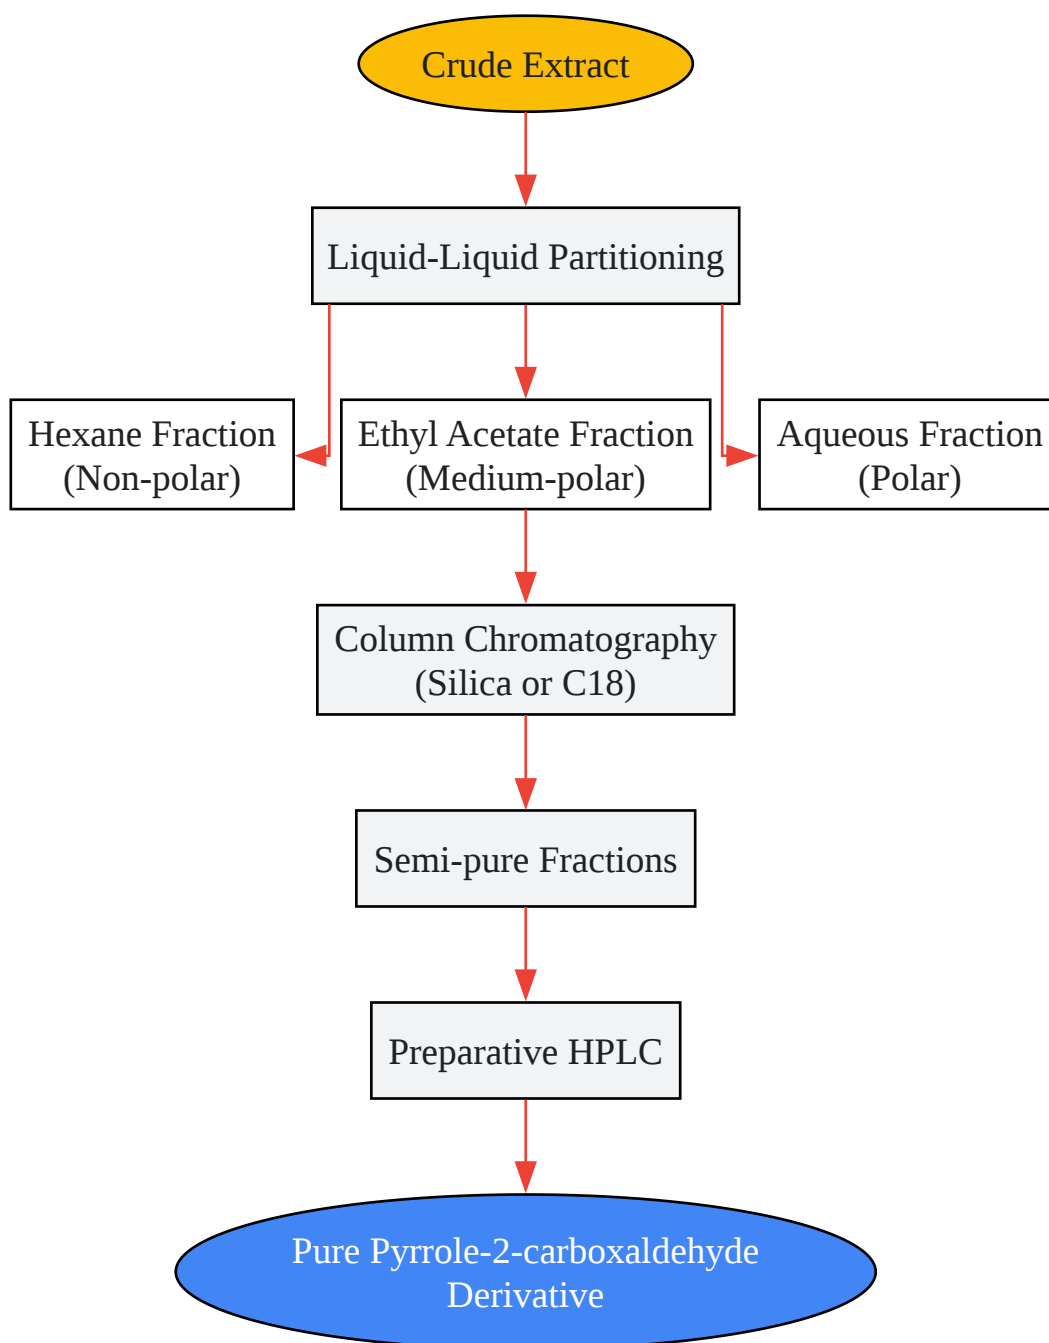 Crude Extract
Liquid-Liquid Partitioning
Hexane Fraction
(Non-polar)
Ethyl Acetate Fraction
(Medium-polar)
Aqueous Fraction
(Polar)
Column Chromatography
(Silica or C18)
Semi-pure Fractions
Preparative HPLC
Pure Pyrrole-2-carboxaldehyde
Derivative